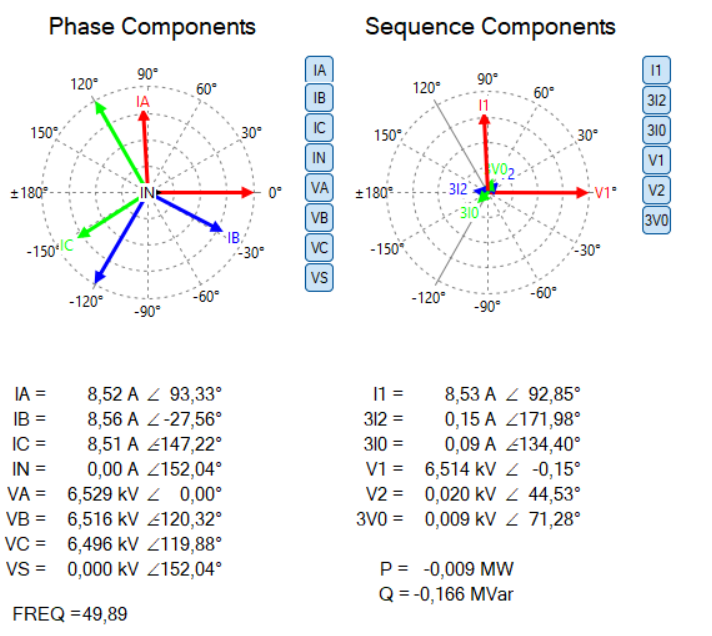 Phase Components
90°
120°
60°
150°
30°
±180°
0°
-150°
-30°
-120°
-60°
-90°
IA
IB
IC
IN
IA
IB
IC
IN
VA
VB
VC
VS
Sequence Components
90°
120°
60°
150°
30°
±180°
-150°
-30°
-120°
-60°
-90°
I1
V0
2
3I2
3I0
V1°
I1
3I2
3I0
V1
V2
3V0
IA = 8,52 A ∠ 93,33°
IB = 8,56 A ∠ -27,56°
IC = 8,51 A ∠147,22°
IN = 0,00 A ∠152,04°
VA = 6,529 kV ∠ 0,00°
VB = 6,516 kV ∠120,32°
VC = 6,496 kV ∠119,88°
VS = 0,000 kV ∠152,04°
FREQ =49,89
I1 = 8,53 A ∠ 92,85°
3I2 = 0,15 A ∠171,98°
3I0 = 0,09 A ∠134,40°
V1 = 6,514 kV ∠ -0,15°
V2 = 0,020 kV ∠ 44,53°
3V0 = 0,009 kV ∠ 71,28°
P = -0,009 MW
Q = -0,166 MVar